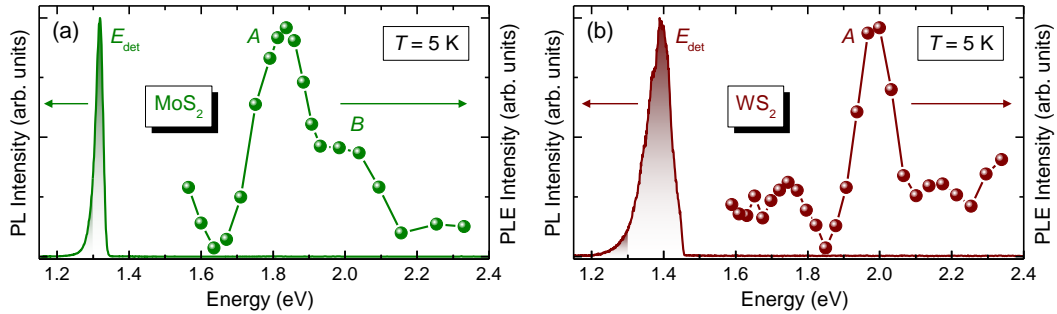 (a)
E_det
A
B
T = 5 K
MoS₂
PL Intensity (arb. units)
PLE Intensity (arb. units)
1.2 1.4 1.6 1.8 2.0 2.2 2.4
Energy (eV)
(b)
E_det
A
T = 5 K
WS₂
PL Intensity (arb. units)
PLE Intensity (arb. units)
1.2 1.4 1.6 1.8 2.0 2.2 2.4
Energy (eV)